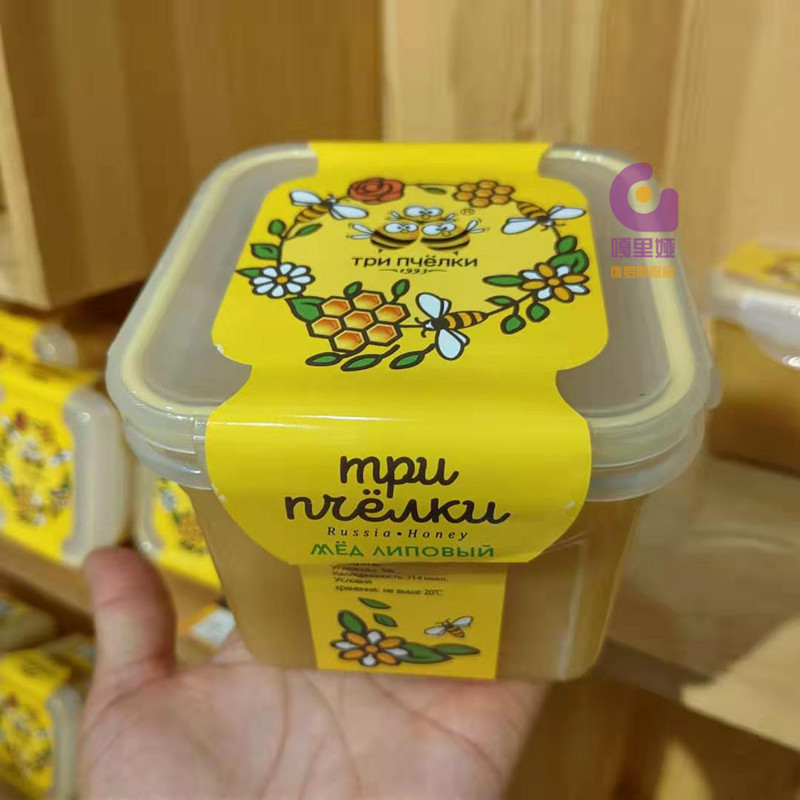 три пчёлки
1993
嘎里娅
три
пчёлки
Russia • Honey
МЁД ЛИПОВЫЙ
Условия
хранения: не выше 20°C